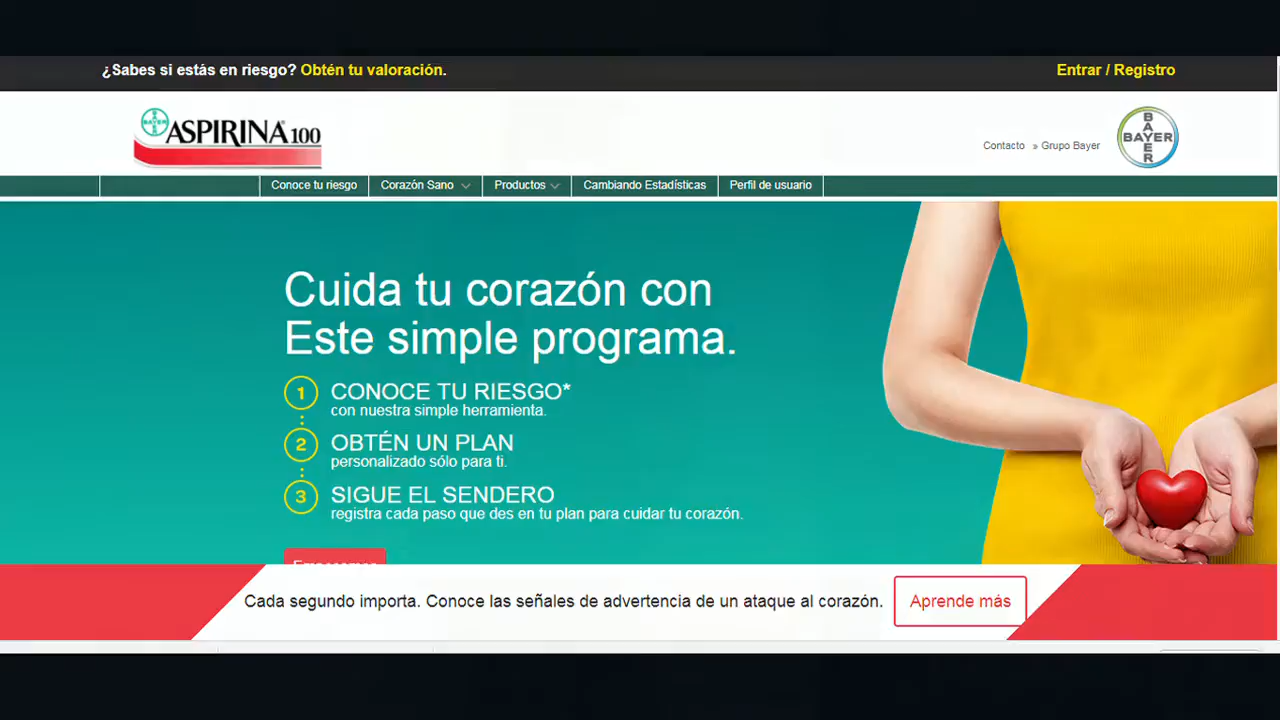 ¿Sabes si estás en riesgo? Obtén tu valoración.
Entrar / Registro
BAYER
BAYER
ASPIRINA® 100
Contacto » Grupo Bayer
BAYER
BAYER
Conoce tu riesgo
Corazón Sano
Productos
Cambiando Estadísticas
Perfil de usuario
Cuida tu corazón con
Este simple programa.
1 CONOCE TU RIESGO*
con nuestra simple herramienta.
2 OBTÉN UN PLAN
personalizado sólo para ti.
3 SIGUE EL SENDERO
registra cada paso que des en tu plan para cuidar tu corazón.
Cada segundo importa. Conoce las señales de advertencia de un ataque al corazón.
Aprende más